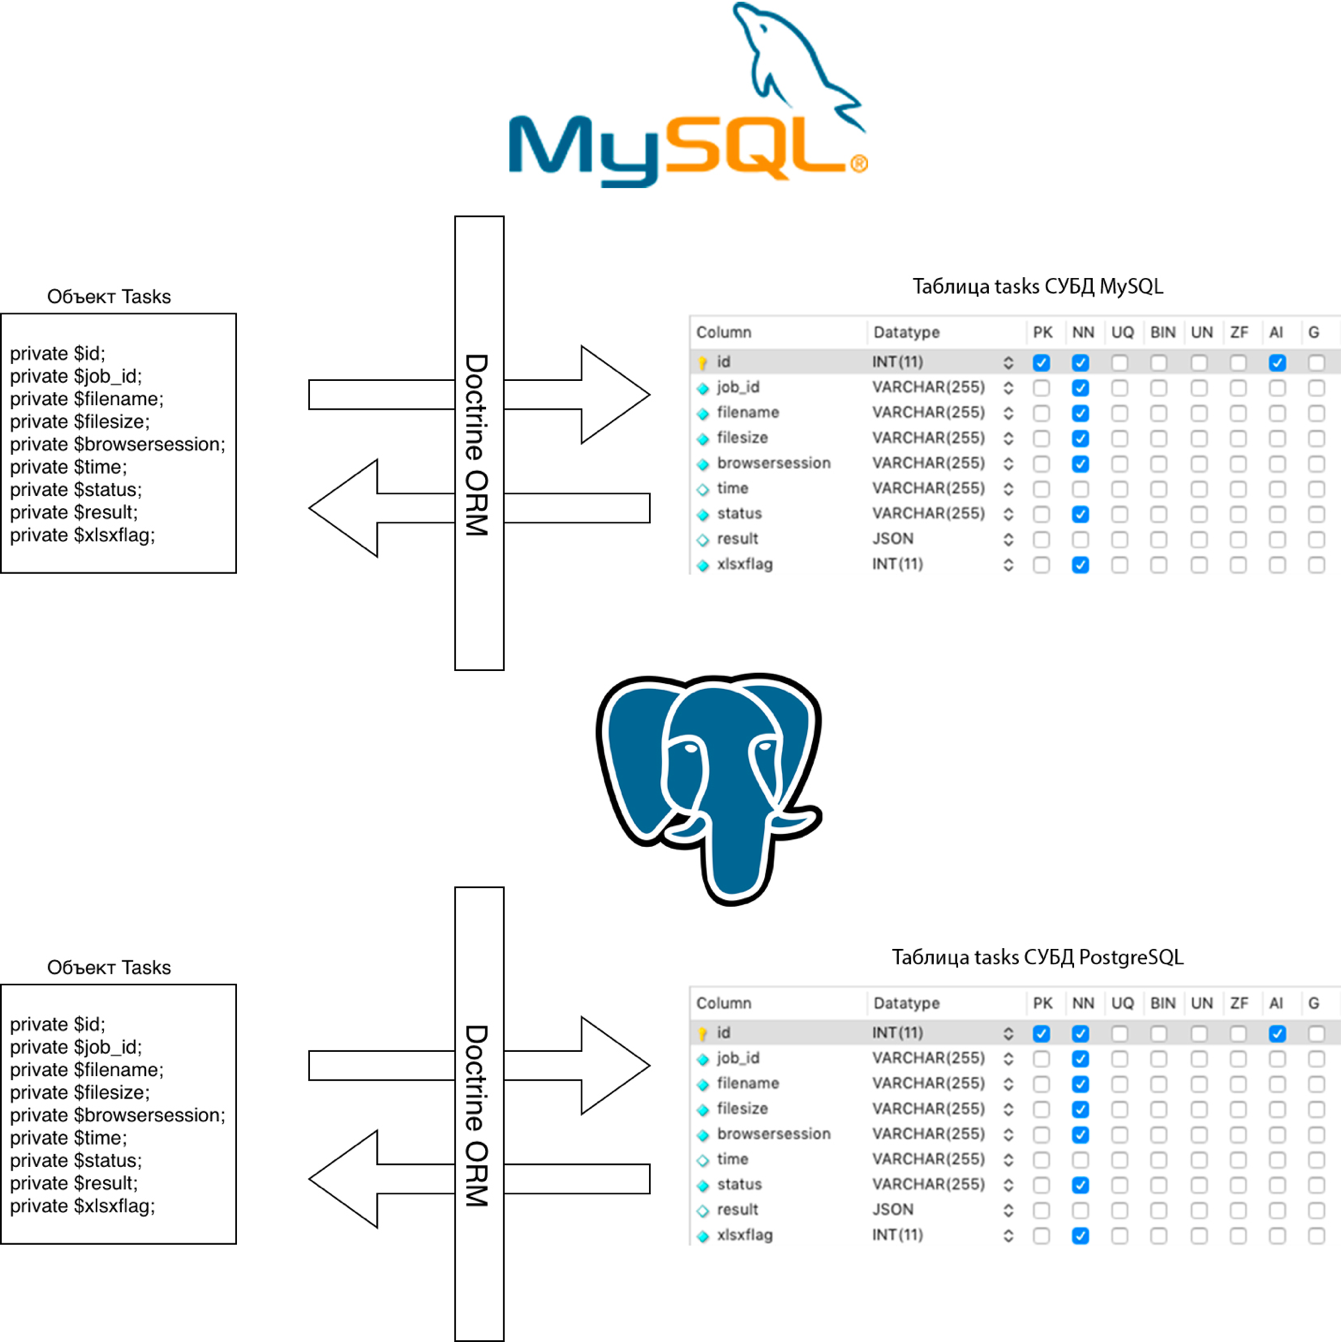 MySQL®
Объект Tasks
private $id;
private $job_id;
private $filename;
private $filesize;
private $browsersession;
private $time;
private $status;
private $result;
private $xlsxflag;
Doctrine ORM
Таблица tasks СУБД MySQL
Column Datatype PK NN UQ BIN UN ZF AI G
id INT(11)
job_id VARCHAR(255)
filename VARCHAR(255)
filesize VARCHAR(255)
browsersession VARCHAR(255)
time VARCHAR(255)
status VARCHAR(255)
result JSON
xlsxflag INT(11)
Объект Tasks
private $id;
private $job_id;
private $filename;
private $filesize;
private $browsersession;
private $time;
private $status;
private $result;
private $xlsxflag;
Doctrine ORM
Таблица tasks СУБД PostgreSQL
Column Datatype PK NN UQ BIN UN ZF AI G
id INT(11)
job_id VARCHAR(255)
filename VARCHAR(255)
filesize VARCHAR(255)
browsersession VARCHAR(255)
time VARCHAR(255)
status VARCHAR(255)
result JSON
xlsxflag INT(11)